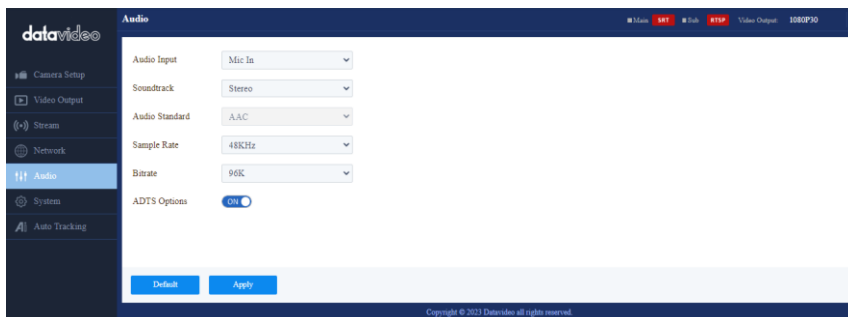 datavideo
Audio
Main SRT Sub RTSP Video Output: 1080P30
Camera Setup
Video Output
Stream
Network
Audio
System
Auto Tracking
Audio Input Mic In
Soundtrack Stereo
Audio Standard AAC
Sample Rate 48KHz
Bitrate 96K
ADTS Options ON
Default Apply
Copyright © 2023 Datavideo all rights reserved.